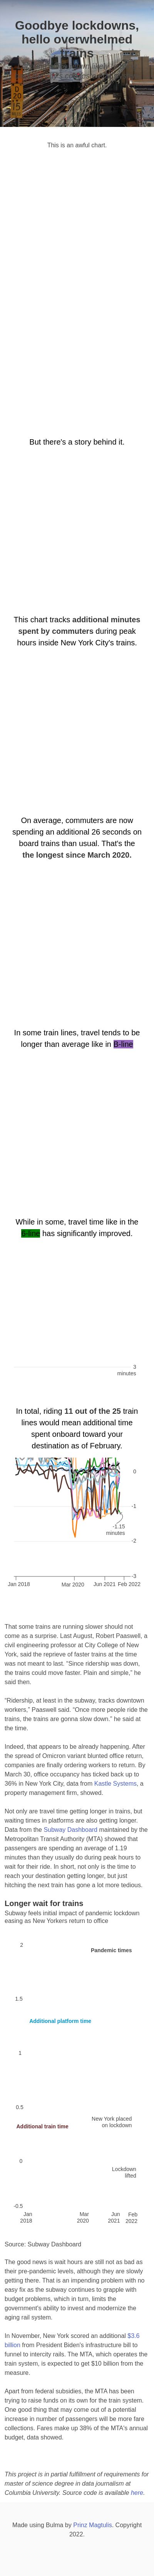 Goodbye lockdowns,
hello overwhelmed
trains
This is an awful chart.
But there's a story behind it.
This chart tracks additional minutes
spent by commuters during peak
hours inside New York City's trains.
On average, commuters are now
spending an additional 26 seconds on
board trains than usual. That's the
the longest since March 2020.
In some train lines, travel tends to be
longer than average like in B-line
While in some, travel time like in the
6-line has significantly improved.
3
minutes
In total, riding 11 out of the 25 train
lines would mean additional time
spent onboard toward your
destination as of February.
0
-1
-1.15
minutes
-2
-3
Jan 2018
Mar 2020
Jun 2021
Feb 2022
That some trains are running slower should not
come as a surprise. Last August, Robert Paaswell, a
civil engineering professor at City College of New
York, said the reprieve of faster trains at the time
was not meant to last. "Since ridership was down,
the trains could move faster. Plain and simple," he
said then.
"Ridership, at least in the subway, tracks downtown
workers," Paaswell said. "Once more people ride the
trains, the trains are gonna slow down." he said at
the time.
Indeed, that appears to be already happening. After
the spread of Omicron variant blunted office return,
companies are finally ordering workers to return. By
March 30, office occupancy has ticked back up to
36% in New York City, data from Kastle Systems, a
property management firm, showed.
Not only are travel time getting longer in trains, but
waiting times in platforms are also getting longer.
Data from the Subway Dashboard maintained by the
Metropolitan Transit Authority (MTA) showed that
passengers are spending an average of 1.19
minutes more than they usually do during peak hours to
wait for their ride. In short, not only is the time to
reach your destination getting longer, but just
hitching the next train has gone a lot more tedious.
Longer wait for trains
Subway feels initial impact of pandemic lockdown
easing as New Yorkers return to office
2
Pandemic times
1.5
Additional platform time
1
0.5
New York placed
on lockdown
Additional train time
0
Lockdown
lifted
-0.5
Jan
2018
Mar
2020
Jun
2021
Feb
2022
Source: Subway Dashboard
The good news is wait hours are still not as bad as
their pre-pandemic levels, although they are slowly
getting there. That is an impending problem with no
easy fix as the subway continues to grapple with
budget problems, which in turn, limits the
government's ability to invest and modernize the
aging rail system.
In November, New York scored an additional $3.6
billion from President Biden's infrastructure bill to
funnel to intercity rails. The MTA, which operates the
train system, is expected to get $10 billion from the
measure.
Apart from federal subsidies, the MTA has been
trying to raise funds on its own for the train system.
One good thing that may come out of a potential
increase in number of passengers will be more fare
collections. Fares make up 38% of the MTA's annual
budget, data showed.
This project is in partial fulfillment of requirements for
master of science degree in data journalism at
Columbia University. Source code is available here.
Made using Bulma by Prinz Magtulis. Copyright
2022.